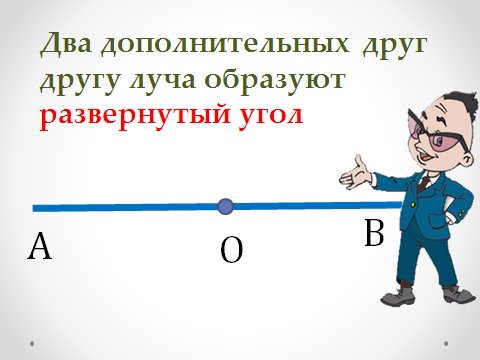 Два дополнительных друг
другу луча образуют
развернутый угол
А О В